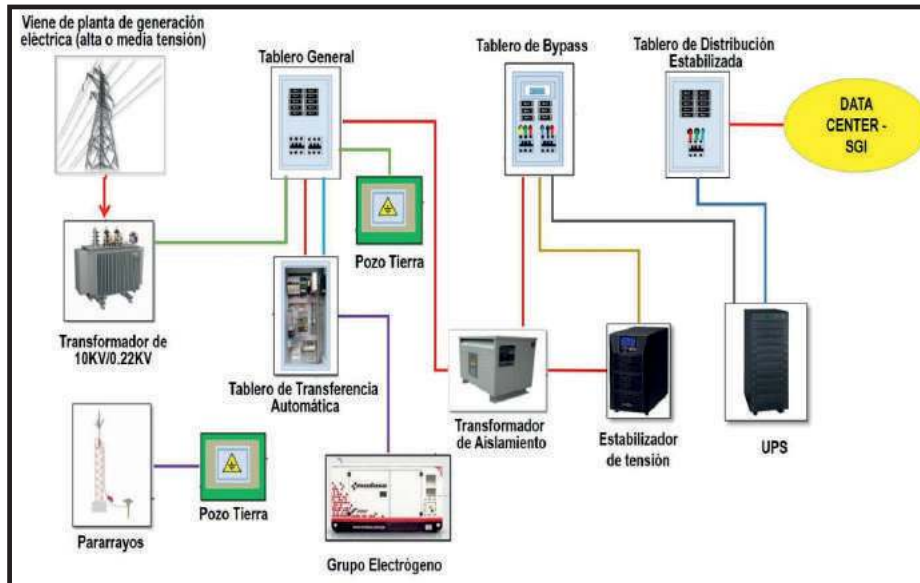 Viene de planta de generación
eléctrica (alta o media tensión)
Tablero General
Tablero de Bypass
Tablero de Distribución
Estabilizada
DATA
CENTER -
SGI
Pozo Tierra
Transformador de
10KV/0.22KV
Tablero de Transferencia
Automática
Transformador
de Aislamiento
Estabilizador
de tensión
UPS
Pozo Tierra
Pararrayos
Grupo Electrógeno